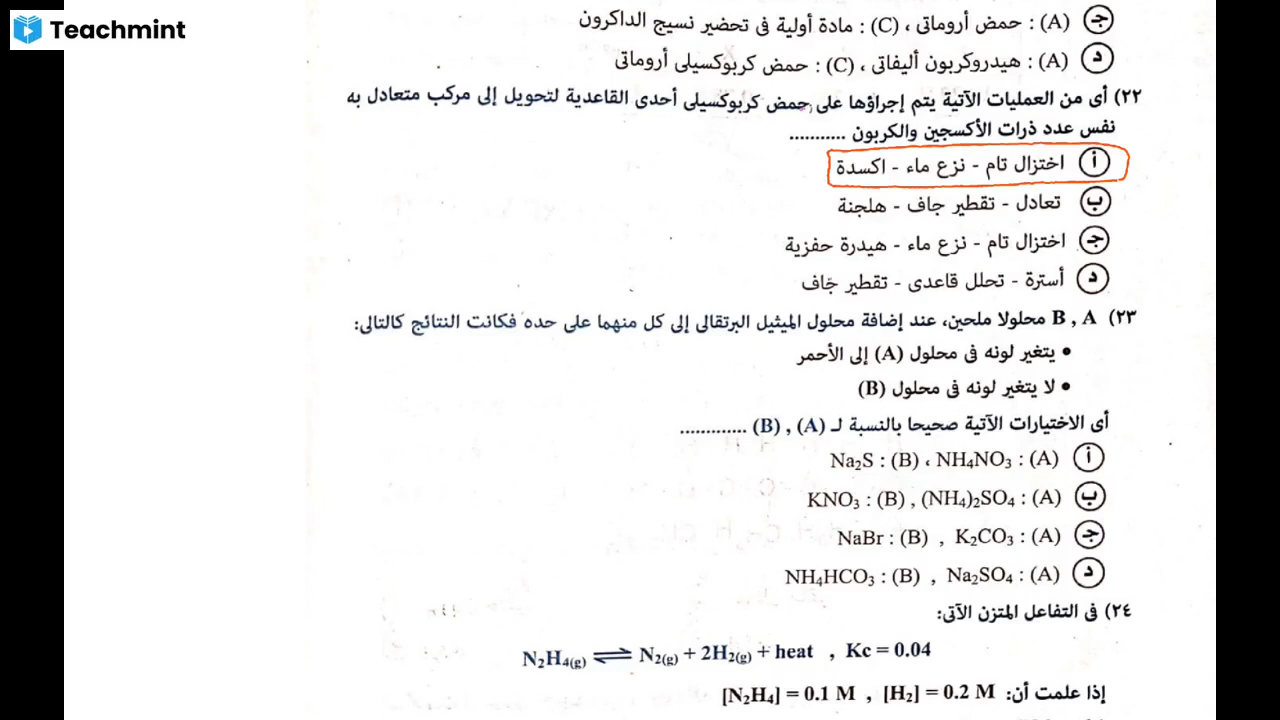 Teachmint
ج (A) : حمض أروماتى ، (C) : مادة أولية فى تحضير نسيج الداكرون
د (A) : هيدروكربون أليفاتى ، (C) : حمض كربوكسيلى أروماتى
٢٢) أى من العمليات الآتية يتم إجراؤها على حمض كربوكسيلى أحدى القاعدية لتحويل إلى مركب متعادل به
نفس عدد ذرات الأكسجين والكربون ...........
أ اختزال تام - نزع ماء - اكسدة
ب تعادل - تقطير جاف - هلجنة
ج اختزال تام - نزع ماء - هيدرة حفزية
د أسترة - تحلل قاعدى - تقطير جّاف
٢٣) B , A محلولا ملحين، عند إضافة محلول الميثيل البرتقالى إلى كل منهما على حده فكانت النتائج كالتالى:
• يتغير لونه فى محلول (A) إلى الأحمر
• لا يتغير لونه فى محلول (B)
أى الاختيارات الآتية صحيحا بالنسبة لـ (A) , (B) .............
أ (A) : NH₄NO₃ ، (B) : Na₂S
ب (A) : (NH₄)₂SO₄ , (B) : KNO₃
ج (A) : K₂CO₃ , (B) : NaBr
د (A) : Na₂SO₄ , (B) : NH₄HCO₃
٢٤) فى التفاعل المتزن الآتى:
N₂H₄(g) ⇌ N₂(g) + 2H₂(g) + heat , Kc = 0.04
إذا علمت أن: [N₂H₄] = 0.1 M , [H₂] = 0.2 M